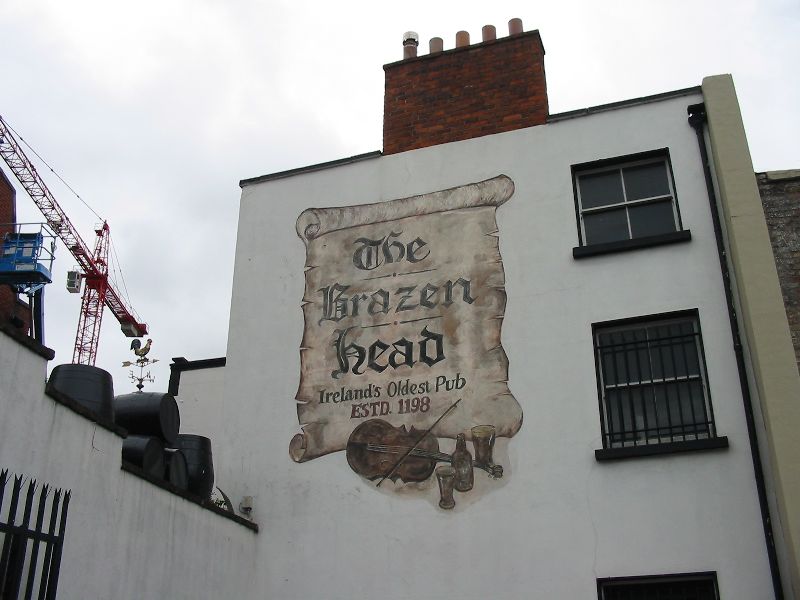 The
Brazen
head
Ireland's Oldest Pub
ESTD. 1198